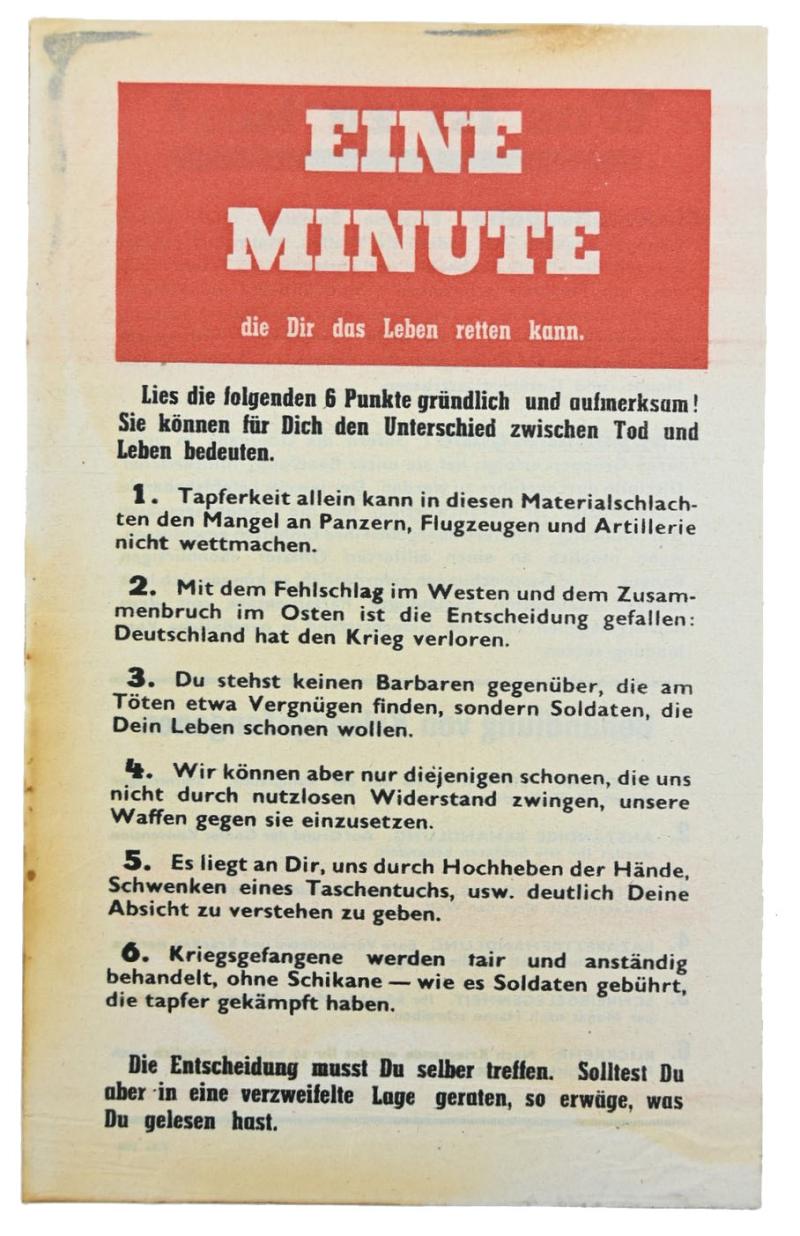 EINE
MINUTE
die Dir das Leben retten kann.
Lies die folgenden 6 Punkte gründlich und aufmerksam!
Sie können für Dich den Unterschied zwischen Tod und
Leben bedeuten.
1. Tapferkeit allein kann in diesen Materialschlach-
ten den Mangel an Panzern, Flugzeugen und Artillerie
nicht wettmachen.
2. Mit dem Fehlschlag im Westen und dem Zusam-
menbruch im Osten ist die Entscheidung gefallen:
Deutschland hat den Krieg verloren.
3. Du stehst keinen Barbaren gegenüber, die am
Töten etwa Vergnügen finden, sondern Soldaten, die
Dein Leben schonen wollen.
4. Wir können aber nur diejenigen schonen, die uns
nicht durch nutzlosen Widerstand zwingen, unsere
Waffen gegen sie einzusetzen.
5. Es liegt an Dir, uns durch Hochheben der Hände,
Schwenken eines Taschentuchs, usw. deutlich Deine
Absicht zu verstehen zu geben.
6. Kriegsgefangene werden fair und anständig
behandelt, ohne Schikane — wie es Soldaten gebührt,
die tapfer gekämpft haben.
Die Entscheidung musst Du selber treffen. Solltest Du
aber in eine verzweifelte Lage geraten, so erwäge, was
Du gelesen hast.